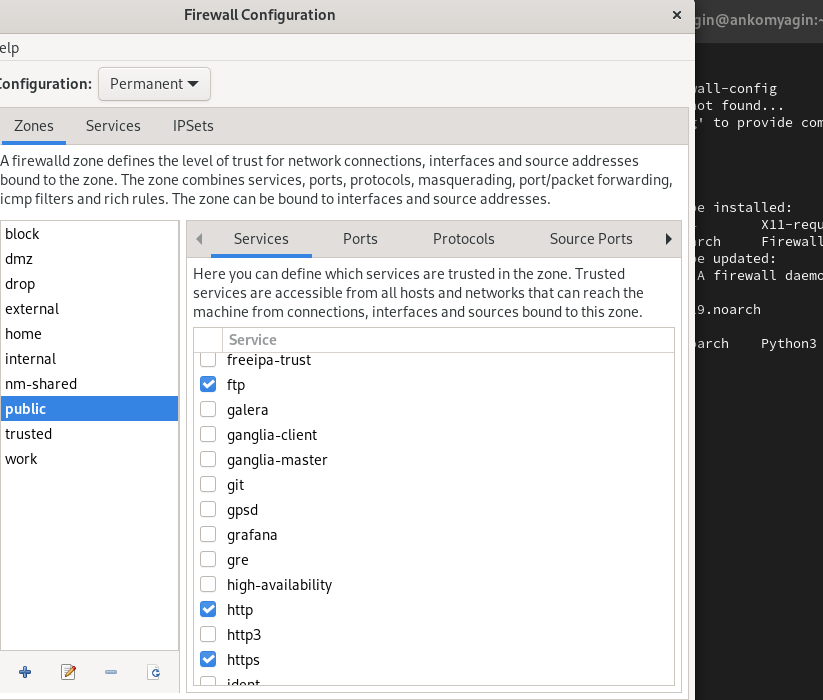 Firewall Configuration
gin@ankomyagin:~
elp
Configuration: Permanent
Zones Services IPSets
A firewalld zone defines the level of trust for network connections, interfaces and source addresses
bound to the zone. The zone combines services, ports, protocols, masquerading, port/packet forwarding,
icmp filters and rich rules. The zone can be bound to interfaces and source addresses.
block
dmz
drop
external
home
internal
nm-shared
public
trusted
work
Services Ports Protocols Source Ports
Here you can define which services are trusted in the zone. Trusted
services are accessible from all hosts and networks that can reach the
machine from connections, interfaces and sources bound to this zone.
Service
freeipa-trust
ftp
galera
ganglia-client
ganglia-master
git
gpsd
grafana
gre
high-availability
http
http3
https
ident
wall-config
not found...
' to provide com
be installed:
X11-requ
arch Firewall
be updated:
A firewall daemo
9.noarch
oarch Python3